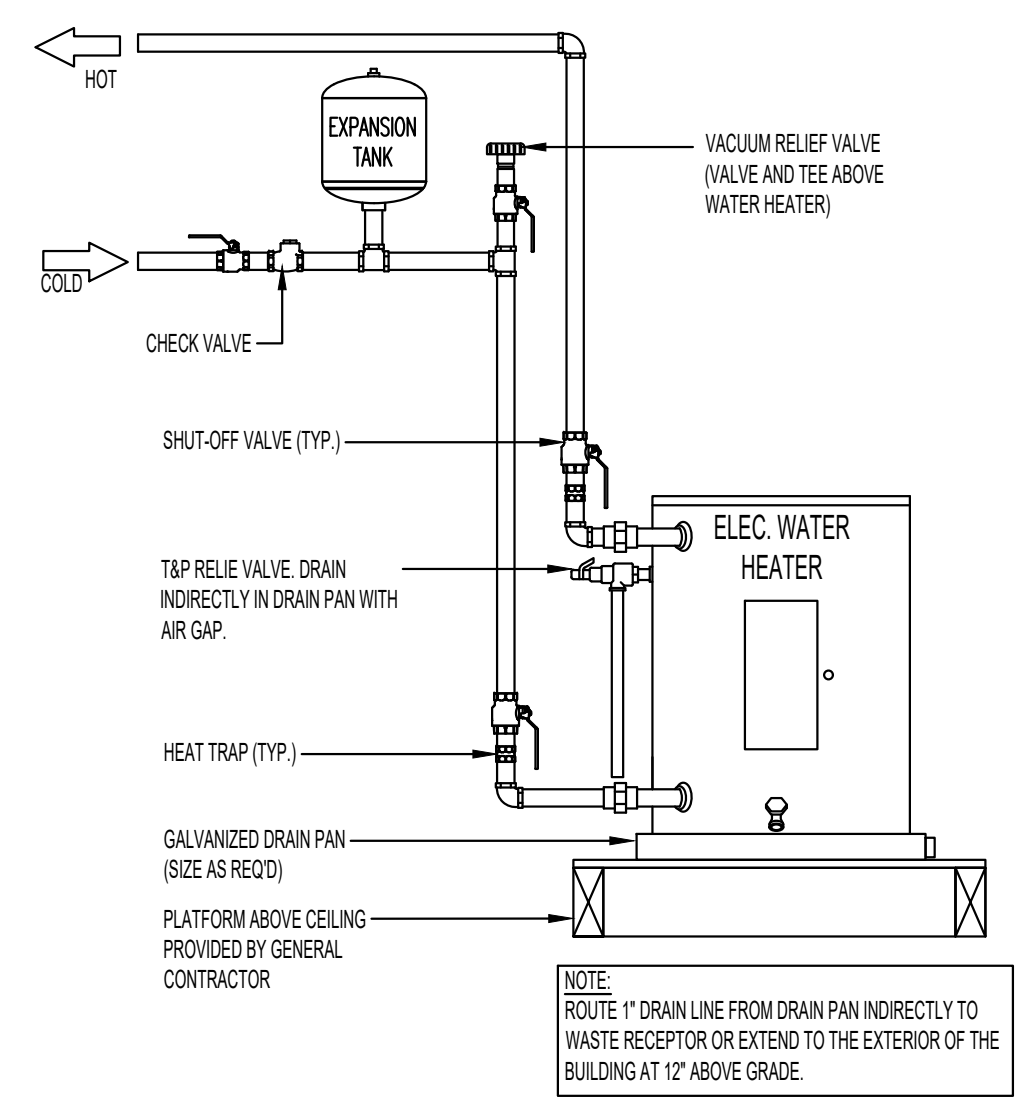 HOT
EXPANSION
TANK
VACUUM RELIEF VALVE
(VALVE AND TEE ABOVE
WATER HEATER)
COLD
CHECK VALVE
SHUT-OFF VALVE (TYP.)
ELEC. WATER
HEATER
T&P RELIE VALVE. DRAIN
INDIRECTLY IN DRAIN PAN WITH
AIR GAP.
HEAT TRAP (TYP.)
GALVANIZED DRAIN PAN
(SIZE AS REQ'D)
PLATFORM ABOVE CEILING
PROVIDED BY GENERAL
CONTRACTOR
NOTE:
ROUTE 1" DRAIN LINE FROM DRAIN PAN INDIRECTLY TO
WASTE RECEPTOR OR EXTEND TO THE EXTERIOR OF THE
BUILDING AT 12" ABOVE GRADE.